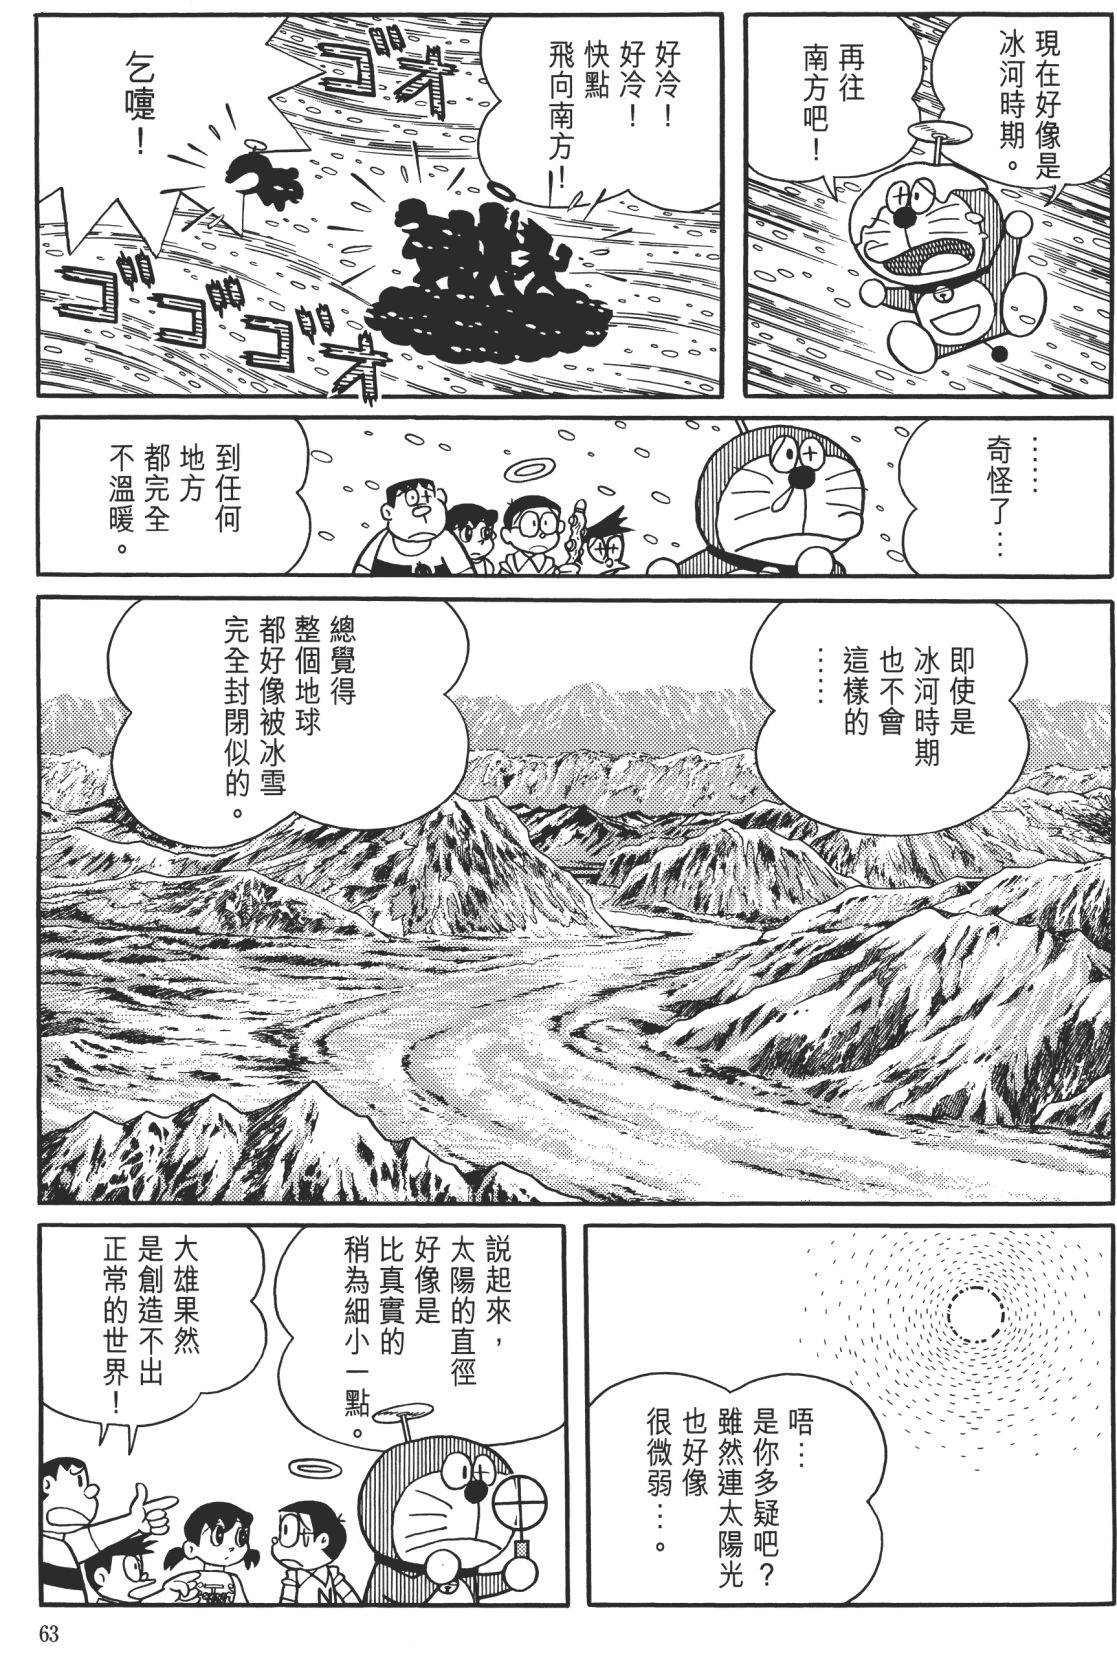 現在好像是
冰河時期。
再往
南方吧！
好冷！
好冷！
快點
飛向南方！
ゴオ
乞嚏！
ゴゴゴゴオ
……
奇怪了…
到任何
地方
都完全
不溫暖。
即使是
冰河時期
也不會
這樣的
……
總覺得
整個地球
都好像被冰雪
完全封閉似的。
唔…
是你多疑吧？
雖然連太陽光
也好像
很微弱…。
說起來，
太陽的直徑
好像是
比真實的
稍為細小一點。
大雄果然
是創造不出
正常的世界！
63